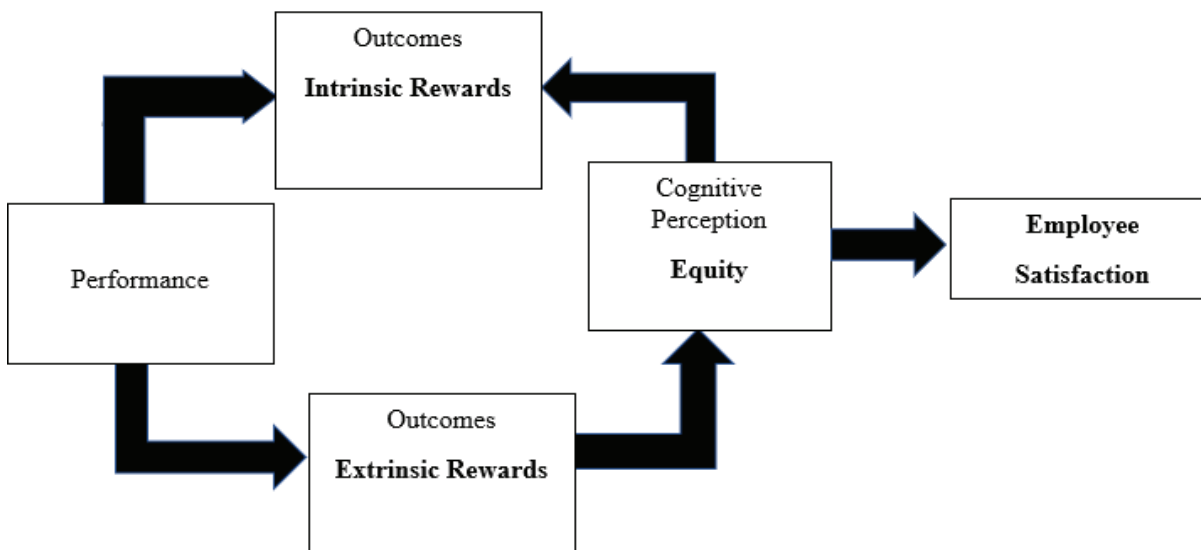 Outcomes
Intrinsic Rewards
Performance
Cognitive
Perception
Equity
Employee
Satisfaction
Outcomes
Extrinsic Rewards